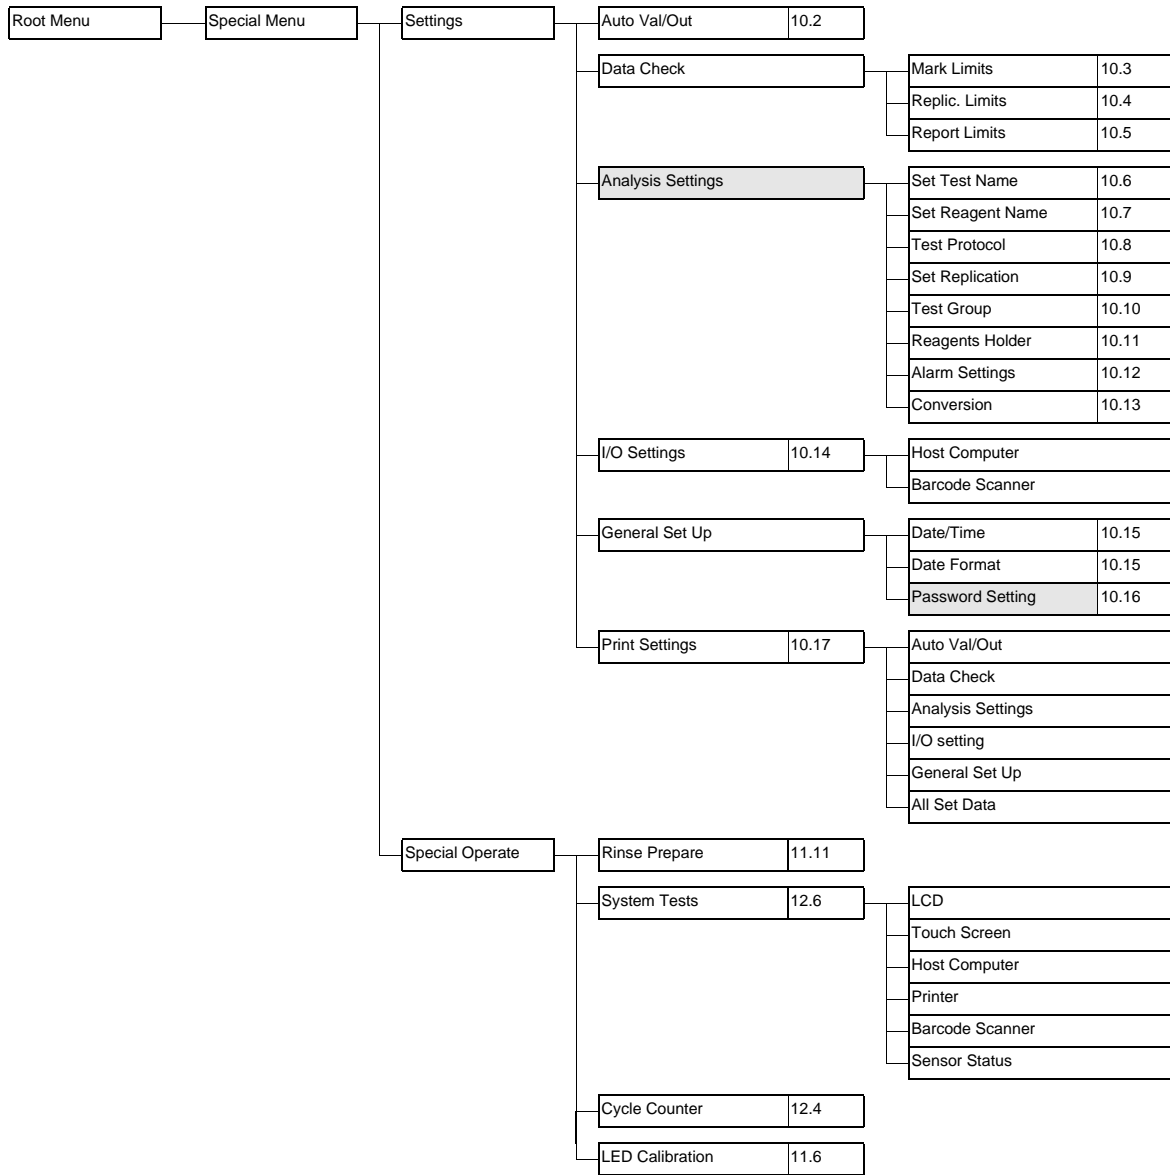 Root Menu Special Menu Settings Auto Val/Out 10.2
Data Check Mark Limits 10.3
Replic. Limits 10.4
Report Limits 10.5
Analysis Settings Set Test Name 10.6
Set Reagent Name 10.7
Test Protocol 10.8
Set Replication 10.9
Test Group 10.10
Reagents Holder 10.11
Alarm Settings 10.12
Conversion 10.13
I/O Settings 10.14 Host Computer
Barcode Scanner
General Set Up Date/Time 10.15
Date Format 10.15
Password Setting 10.16
Print Settings 10.17 Auto Val/Out
Data Check
Analysis Settings
I/O setting
General Set Up
All Set Data
Special Operate Rinse Prepare 11.11
System Tests 12.6 LCD
Touch Screen
Host Computer
Printer
Barcode Scanner
Sensor Status
Cycle Counter 12.4
LED Calibration 11.6